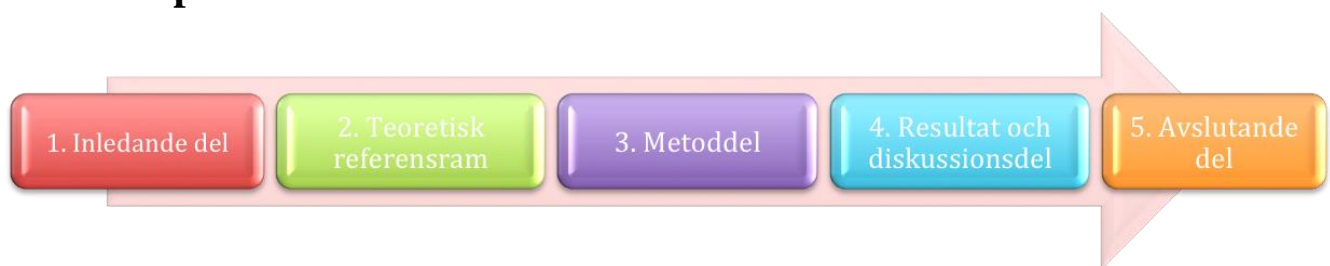 1. Inledande del
2. Teoretisk
referensram
3. Metoddel
4. Resultat och
diskussionsdel
5. Avslutande
del